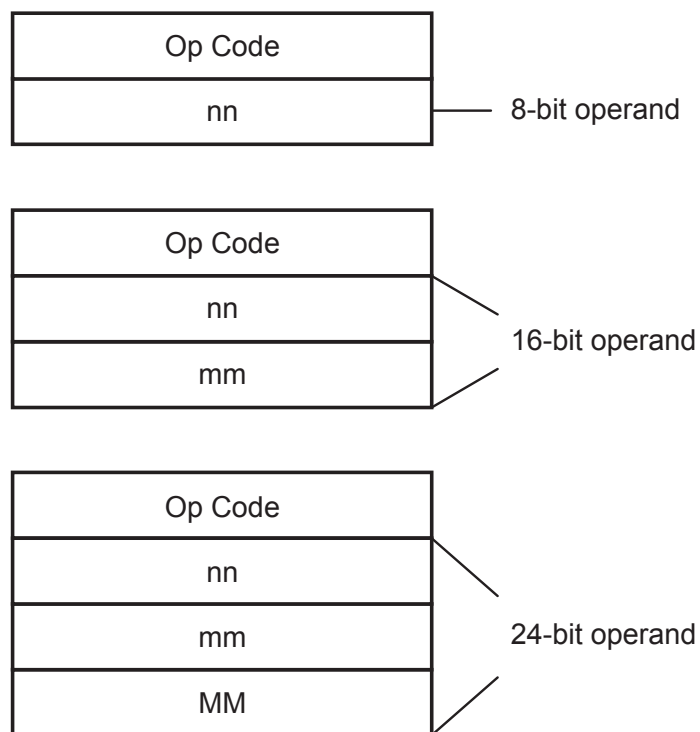 Op Code
nn
8-bit operand
Op Code
nn
mm
16-bit operand
Op Code
nn
mm
MM
24-bit operand